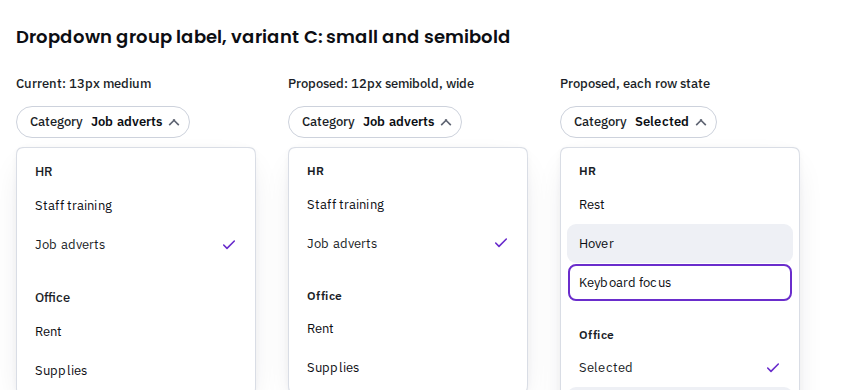 Dropdown group label, variant C: small and semibold
Current: 13px medium
Category Job adverts
HR
Staff training
Job adverts
Office
Rent
Supplies
Proposed: 12px semibold, wide
Category Job adverts
HR
Staff training
Job adverts
Office
Rent
Supplies
Proposed, each row state
Category Selected
HR
Rest
Hover
Keyboard focus
Office
Selected